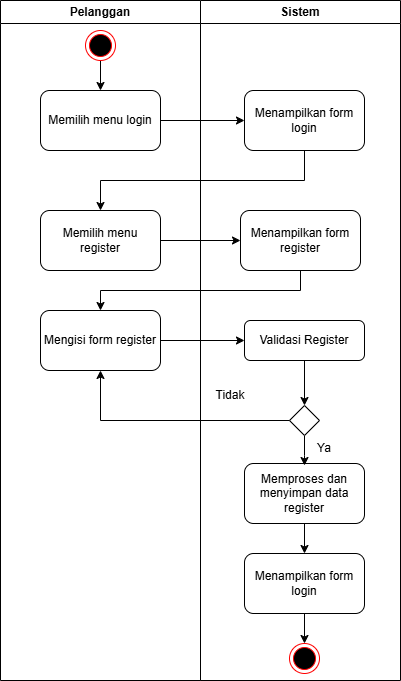 Pelanggan
Sistem
Memilih menu login
Menampilkan form
login
Memilih menu
register
Menampilkan form
register
Mengisi form register
Validasi Register
Tidak
Ya
Memproses dan
menyimpan data
register
Menampilkan form
login